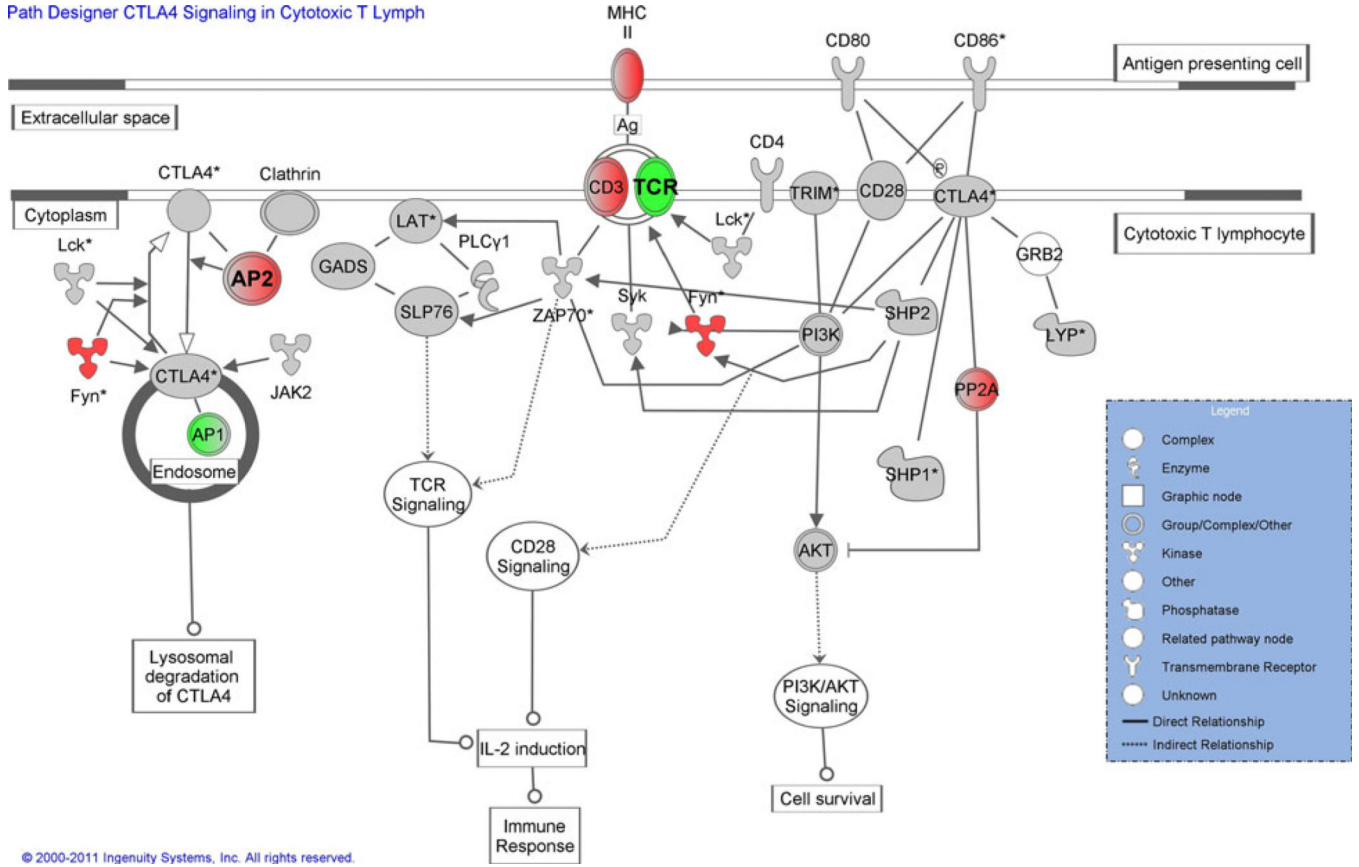 Path Designer CTLA4 Signaling in Cytotoxic T Lymph
MHC
II
CD80
CD86*
Antigen presenting cell
Extracellular space
Ag
CD4
CTLA4*
Clathrin
CD3
TCR
TRIM*
CD28
P
CTLA4*
Cytoplasm
LAT*
Lck*
Cytotoxic T lymphocyte
Lck*
PLCγ1
GRB2
GADS
AP2
SLP76
ZAP70*
Syk
Fyn*
PI3K
SHP2
LYP*
Fyn*
CTLA4*
JAK2
PP2A
AP1
Endosome
SHP1*
TCR
Signaling
CD28
Signaling
AKT
Lysosomal
degradation
of CTLA4
PI3K/AKT
Signaling
IL-2 induction
Cell survival
Immune
Response
Legend
Complex
Enzyme
Graphic node
Group/Complex/Other
Kinase
Other
Phosphatase
Related pathway node
Transmembrane Receptor
Unknown
Direct Relationship
Indirect Relationship
© 2000-2011 Ingenuity Systems, Inc. All rights reserved.